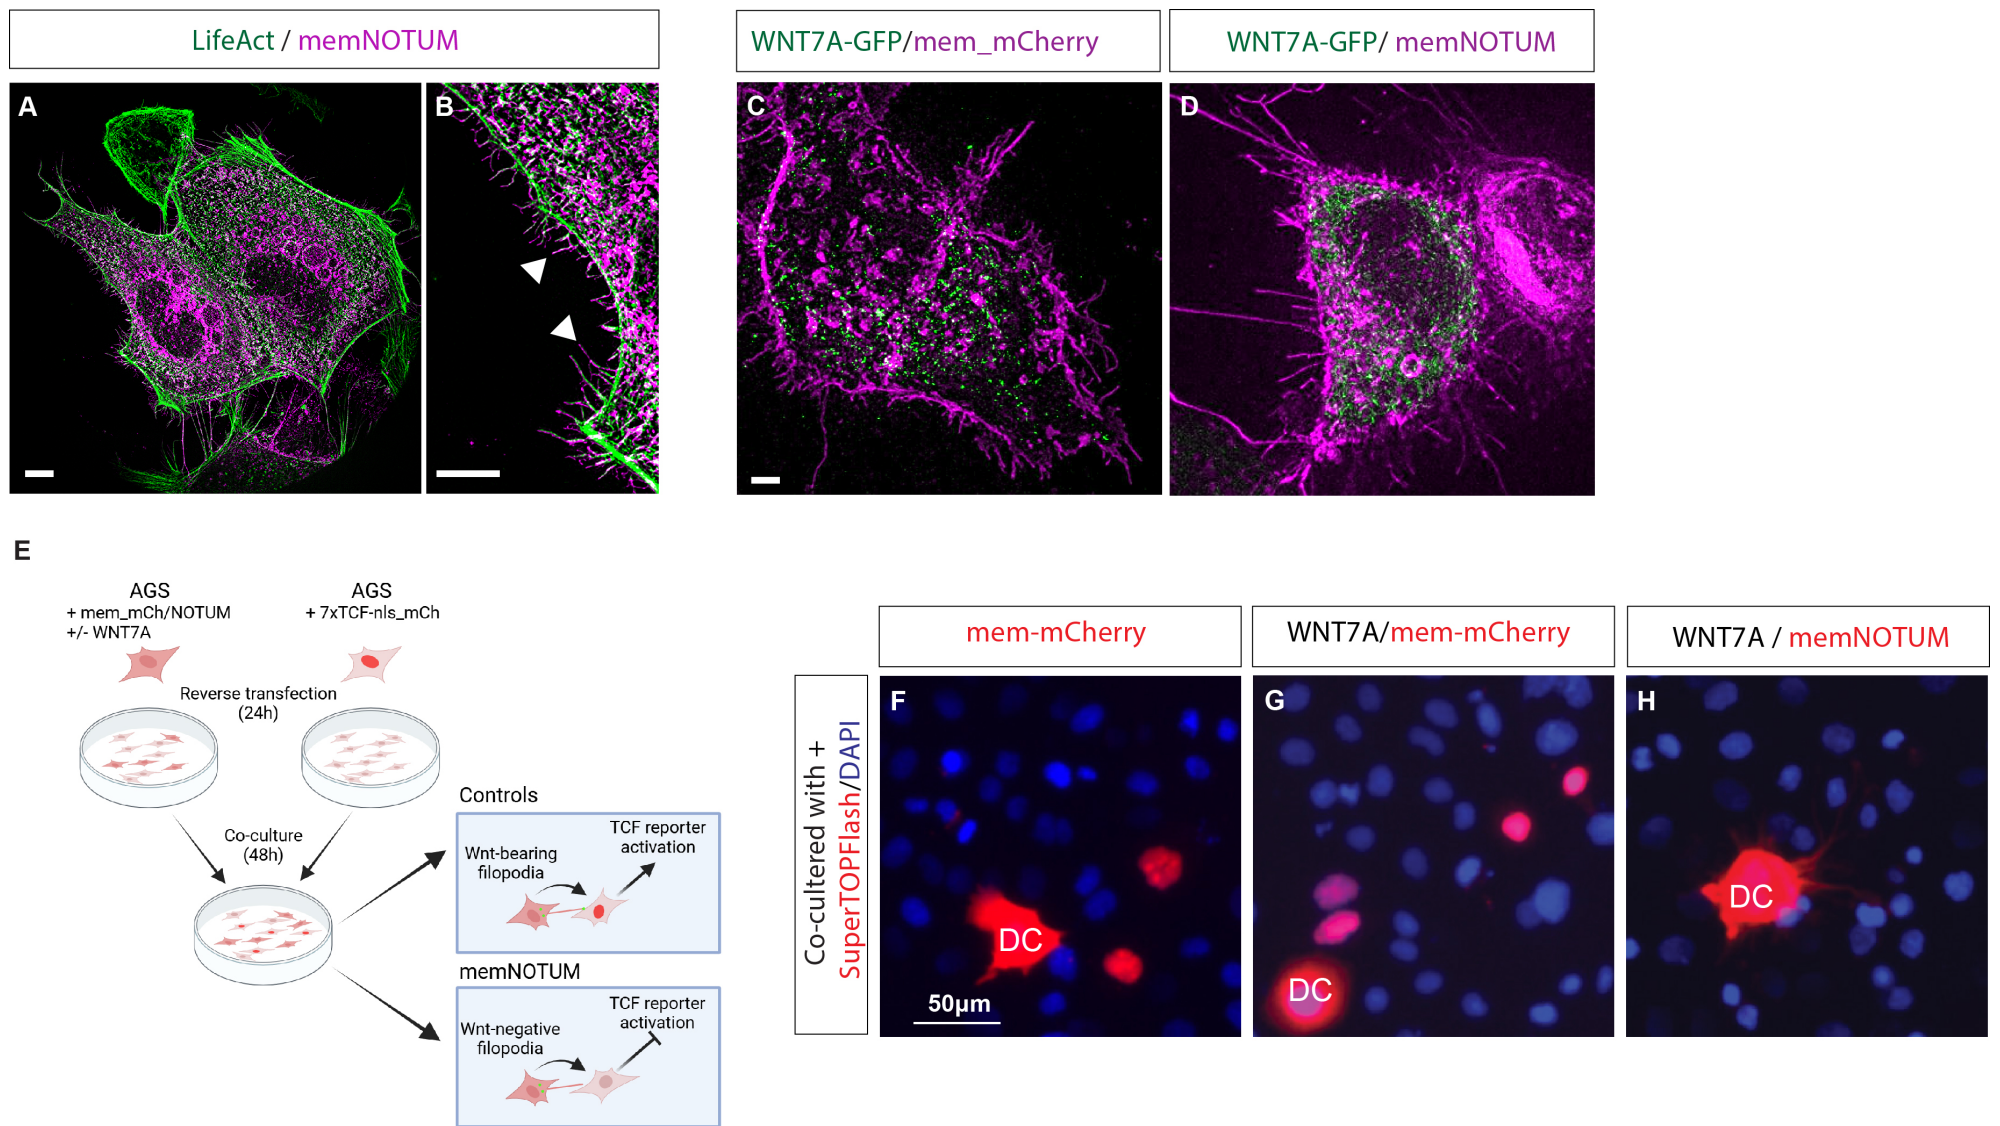 LifeAct / memNOTUM
WNT7A-GFP/mem_mCherry
WNT7A-GFP/ memNOTUM
A
B
C
D
E
AGS
+ mem_mCh/NOTUM
+/- WNT7A
AGS
+ 7xTCF-nls_mCh
Reverse transfection
(24h)
Co-culture
(48h)
Controls
TCF reporter
activation
Wnt-bearing
filopodia
memNOTUM
TCF reporter
activation
Wnt-negative
filopodia
mem-mCherry
WNT7A/mem-mCherry
WNT7A / memNOTUM
Co-cultered with +
SuperTOPFlash/DAPI
F
DC
50µm
G
DC
H
DC